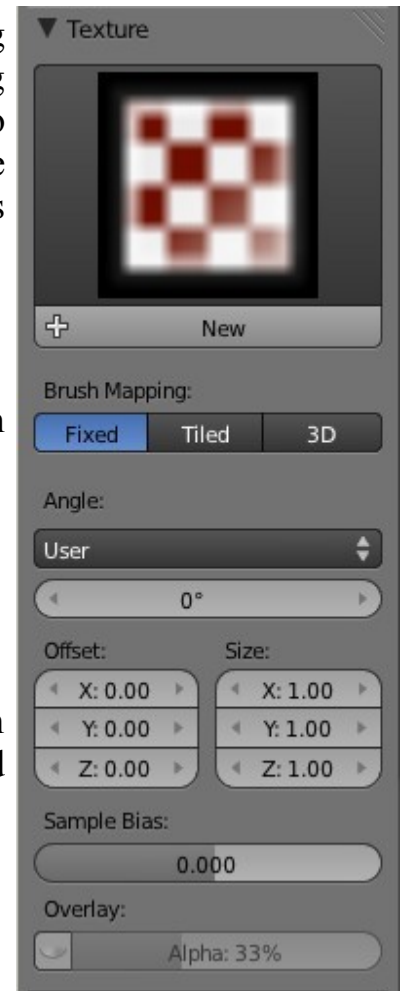 Texture
New
Brush Mapping:
Fixed Tiled 3D
Angle:
User
0°
Offset: Size:
X: 0.00 X: 1.00
Y: 0.00 Y: 1.00
Z: 0.00 Z: 1.00
Sample Bias:
0.000
Overlay:
Alpha: 33%